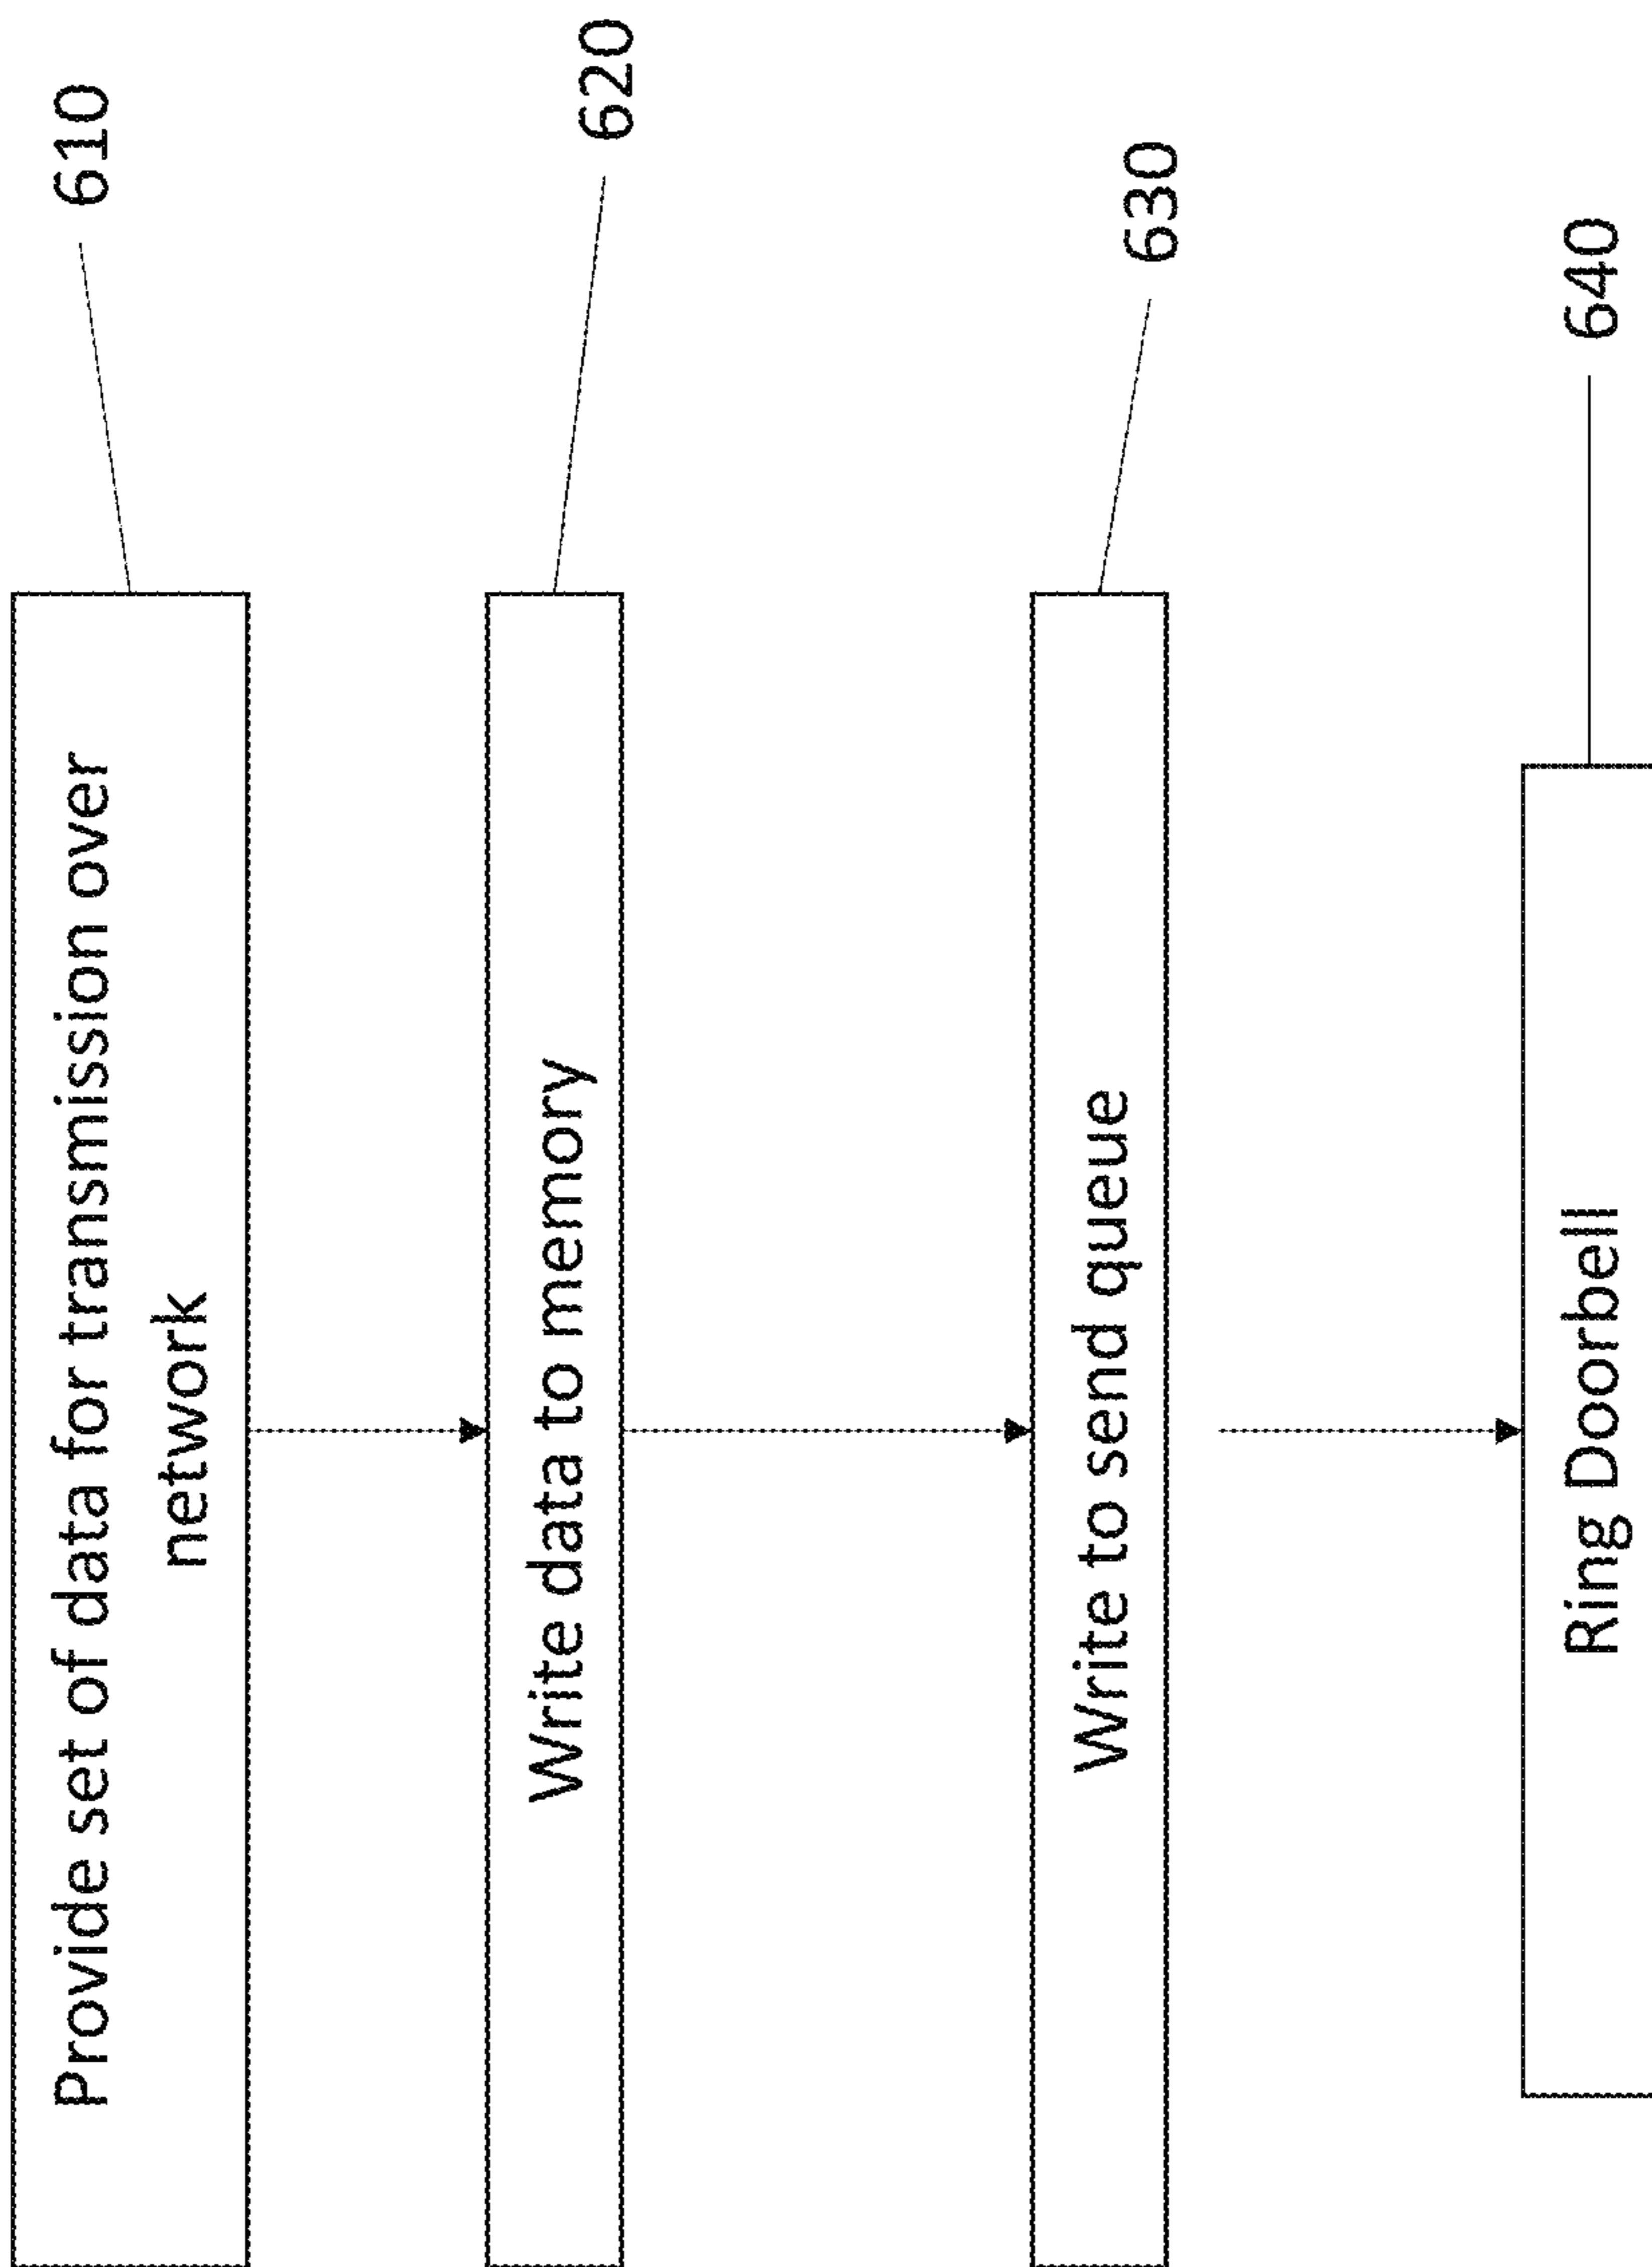 Provide set of data for transmission over
network
610
Write data to memory
620
Write to send queue
630
Ring Doorbell
640